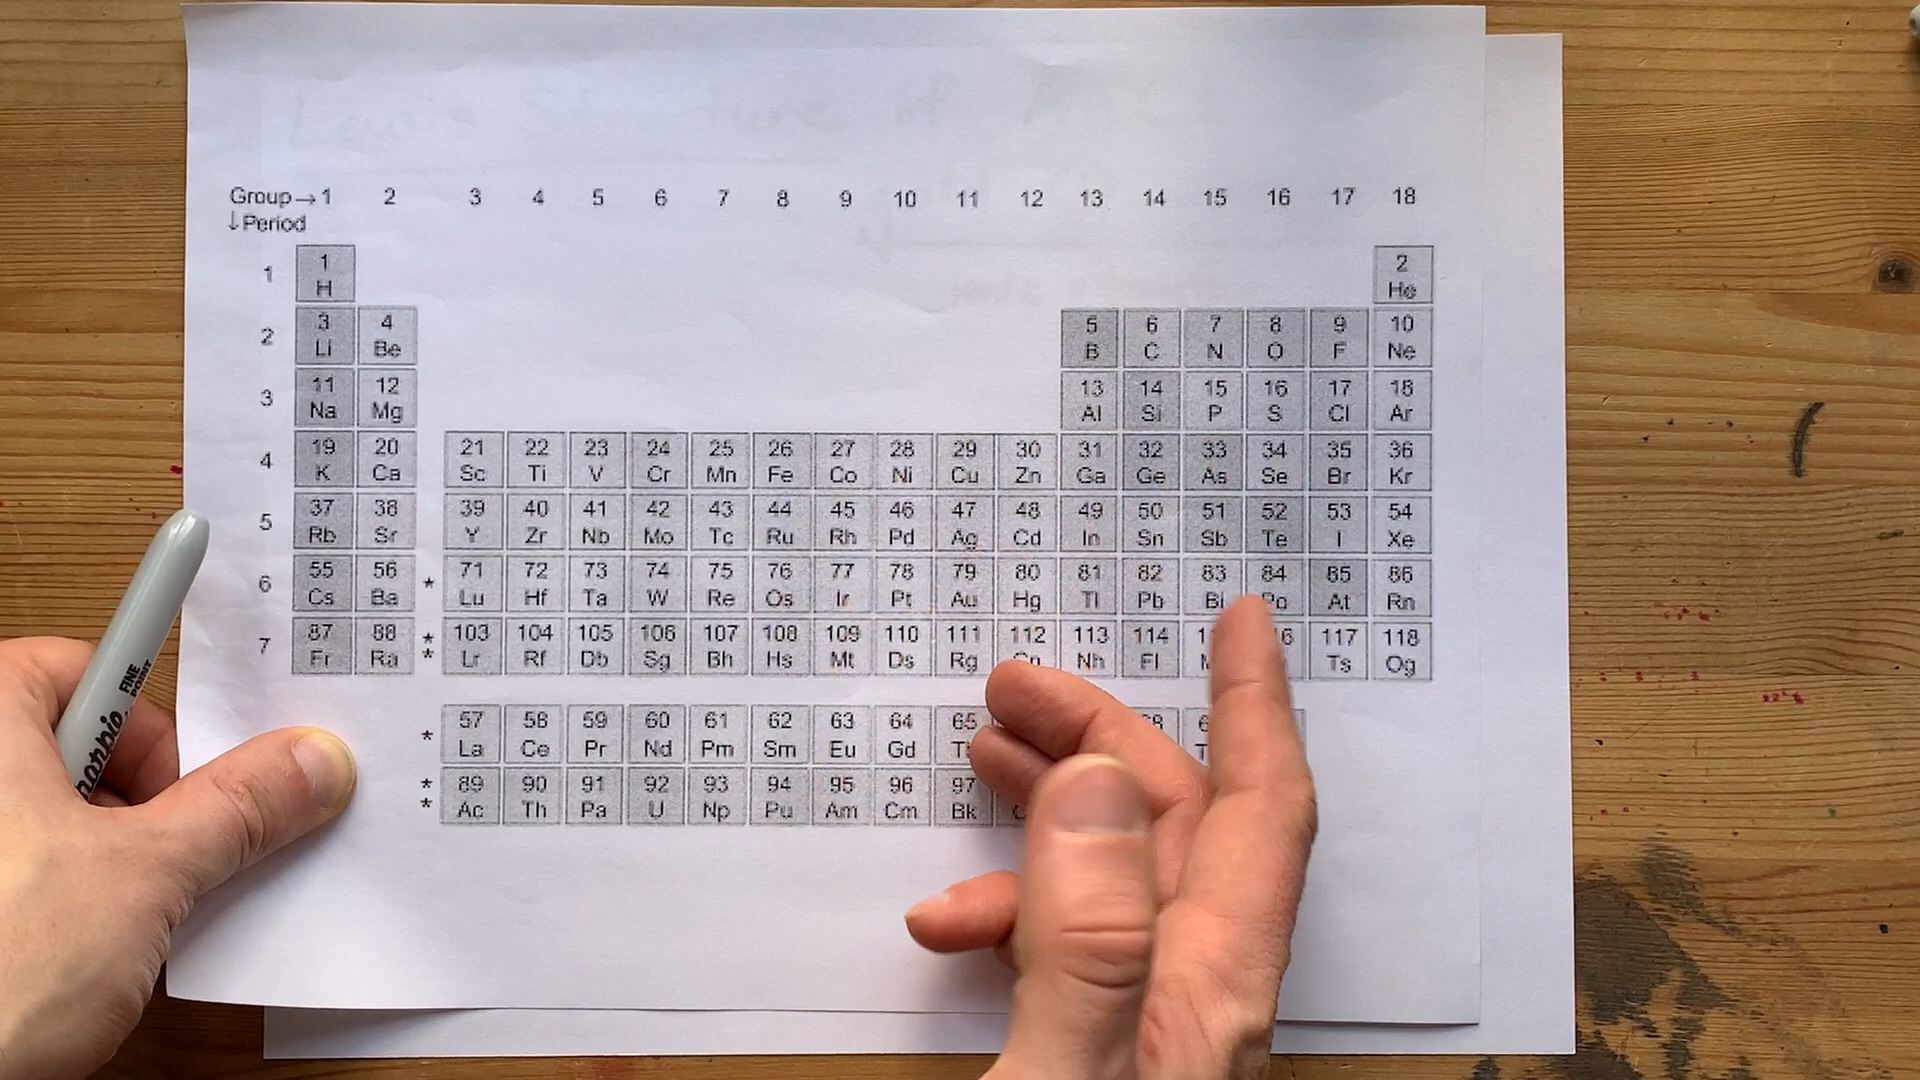 Group→1 2 3 4 5 6 7 8 9 10 11 12 13 14 15 16 17 18
↓Period
1 1 2
H He
2 3 4 5 6 7 8 9 10
Li Be B C N O F Ne
3 11 12 13 14 15 16 17 18
Na Mg Al Si P S Cl Ar
4 19 20 21 22 23 24 25 26 27 28 29 30 31 32 33 34 35 36
K Ca Sc Ti V Cr Mn Fe Co Ni Cu Zn Ga Ge As Se Br Kr
5 37 38 39 40 41 42 43 44 45 46 47 48 49 50 51 52 53 54
Rb Sr Y Zr Nb Mo Tc Ru Rh Pd Ag Cd In Sn Sb Te I Xe
6 55 56 * 71 72 73 74 75 76 77 78 79 80 81 82 83 84 85 86
Cs Ba Lu Hf Ta W Re Os Ir Pt Au Hg Tl Pb Bi Po At Rn
7 87 88 * * 103 104 105 106 107 108 109 110 111 112 113 114 117 118
Fr Ra Lr Rf Db Sg Bh Hs Mt Ds Rg Cn Nh Fl Ts Og
* 57 58 59 60 61 62 63 64 65
La Ce Pr Nd Pm Sm Eu Gd
* * 89 90 91 92 93 94 95 96 97
Ac Th Pa U Np Pu Am Cm Bk
FINE
POINT